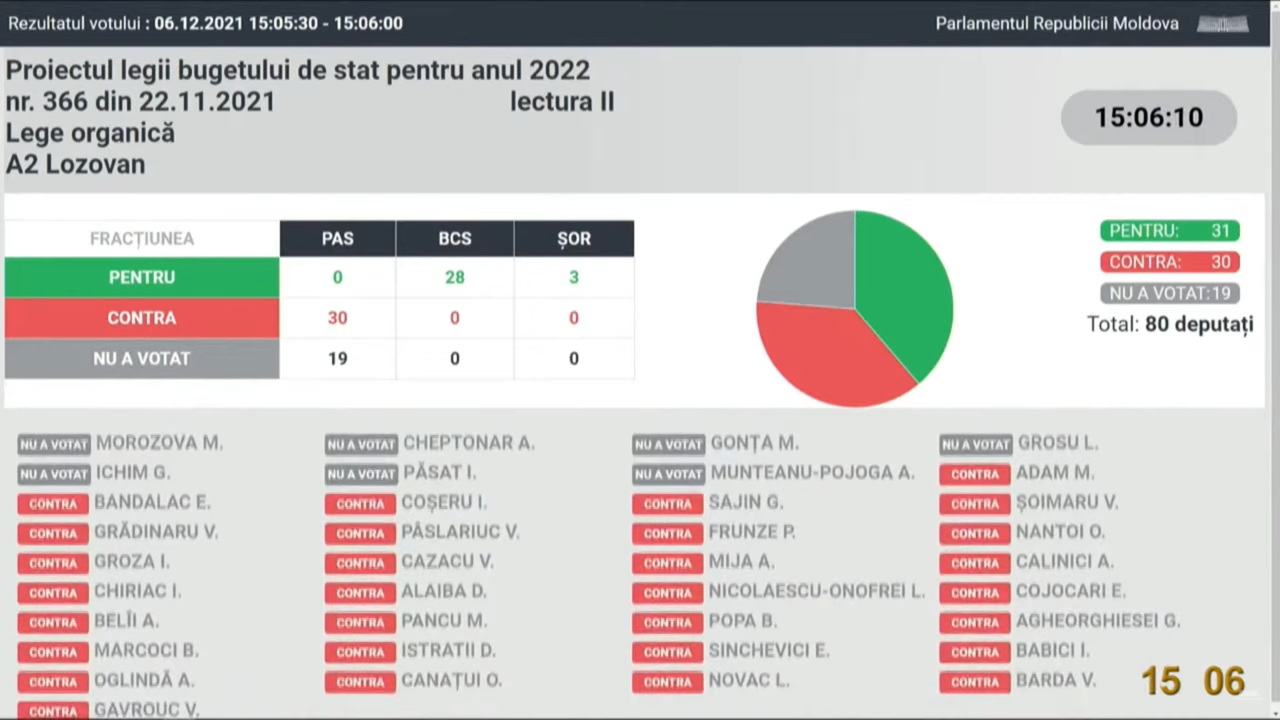 Rezultatul votului : 06.12.2021 15:05:30 - 15:06:00 Parlamentul Republicii Moldova
Proiectul legii bugetului de stat pentru anul 2022
nr. 366 din 22.11.2021 lectura II
Lege organică
A2 Lozovan
15:06:10
FRACȚIUNEA PAS BCS ȘOR
PENTRU 0 28 3
CONTRA 30 0 0
NU A VOTAT 19 0 0
PENTRU: 31
CONTRA: 30
NU A VOTAT:19
Total: 80 deputați
NU A VOTAT MOROZOVA M. NU A VOTAT CHEPTONAR A. NU A VOTAT GONȚA M. NU A VOTAT GROSU L.
NU A VOTAT ICHIM G. NU A VOTAT PĂSAT I. NU A VOTAT MUNTEANU-POJOGA A. CONTRA ADAM M.
CONTRA BANDALAC E. CONTRA COȘERU I. CONTRA SAJIN G. CONTRA ȘOIMARU V.
CONTRA GRĂDINARU V. CONTRA PÂSLARIUC V. CONTRA FRUNZE P. CONTRA NANTOI O.
CONTRA GROZA I. CONTRA CAZACU V. CONTRA MIJA A. CONTRA CALINICI A.
CONTRA CHIRIAC I. CONTRA ALAIBA D. CONTRA NICOLAESCU-ONOFREI L. CONTRA COJOCARI E.
CONTRA BELÎI A. CONTRA PANCU M. CONTRA POPA B. CONTRA AGHEORGHIESEI G.
CONTRA MARCOCI B. CONTRA ISTRATII D. CONTRA SINCHEVICI E. CONTRA BABICI I.
CONTRA OGLINDĂ A. CONTRA CANAȚUI O. CONTRA NOVAC L. CONTRA BARDA V.
CONTRA GAVROUC V.
15 06